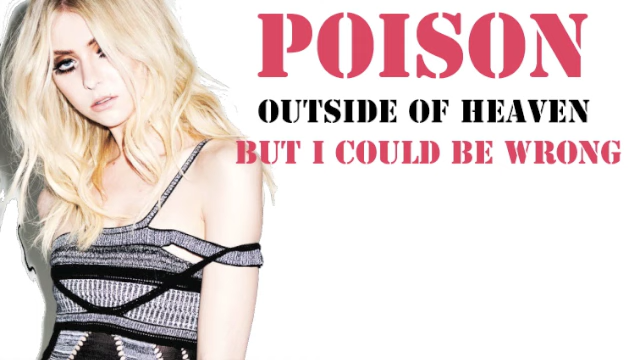 POISON
OUTSIDE OF HEAVEN
BUT I COULD BE WRONG